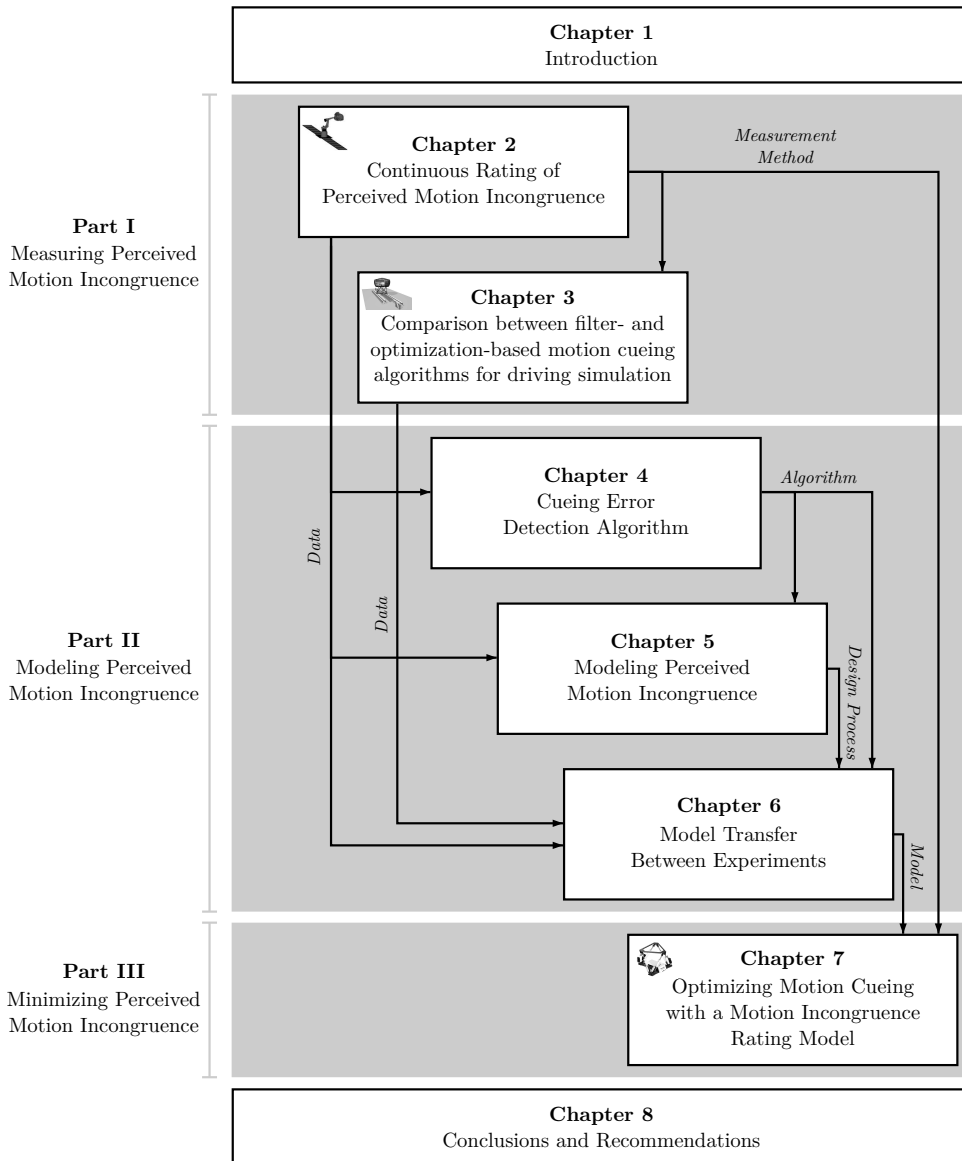 Chapter 1
Introduction
Part I
Measuring Perceived
Motion Incongruence
Chapter 2
Continuous Rating of
Perceived Motion Incongruence
Measurement
Method
Chapter 3
Comparison between filter- and
optimization-based motion cueing
algorithms for driving simulation
Part II
Modeling Perceived
Motion Incongruence
Data
Data
Chapter 4
Cueing Error
Detection Algorithm
Algorithm
Chapter 5
Modeling Perceived
Motion Incongruence
Design Process
Chapter 6
Model Transfer
Between Experiments
Model
Part III
Minimizing Perceived
Motion Incongruence
Chapter 7
Optimizing Motion Cueing
with a Motion Incongruence
Rating Model
Chapter 8
Conclusions and Recommendations